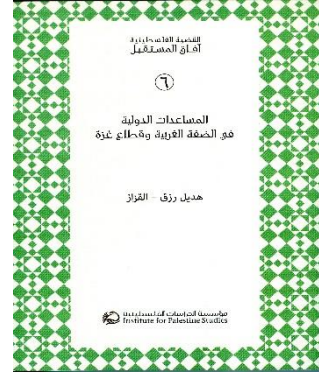 القضية الفلسطينية
آفاق المستقبل
٦
المساعدات الدولية
في الضفة الغربية وقطاع غزة
هديل رزق - القزاز
مؤسسة الدراسات الفلسطينية
Institute for Palestine Studies